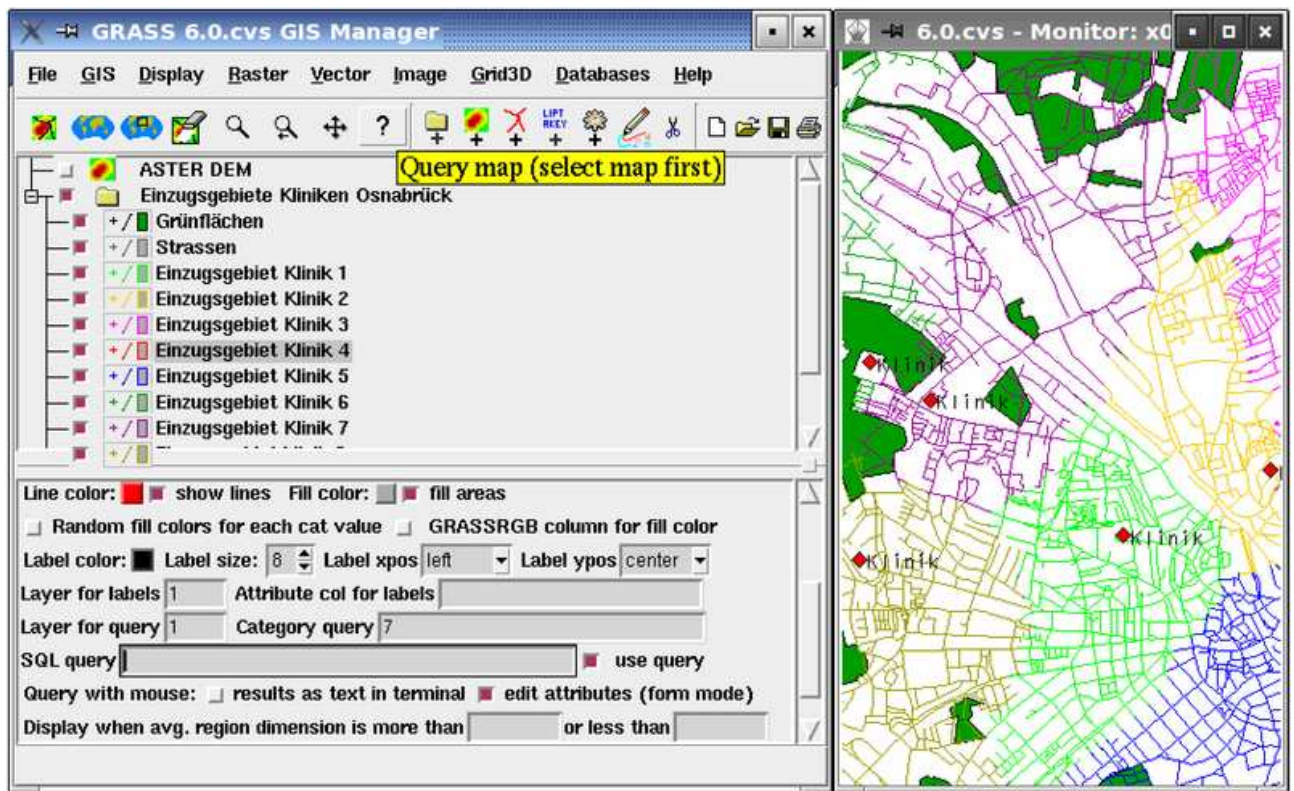 GRASS 6.0.cvs GIS Manager
File GIS Display Raster Vector Image Grid3D Databases Help
?
Query map (select map first)
ASTER DEM
Einzugsgebiete Kliniken Osnabrück
Grünflächen
Strassen
Einzugsgebiet Klinik 1
Einzugsgebiet Klinik 2
Einzugsgebiet Klinik 3
Einzugsgebiet Klinik 4
Einzugsgebiet Klinik 5
Einzugsgebiet Klinik 6
Einzugsgebiet Klinik 7
Line color: show lines Fill color: fill areas
Random fill colors for each cat value GRASSRGB column for fill color
Label color: Label size: 8 Label xpos left Label ypos center
Layer for labels 1 Attribute col for labels
Layer for query 1 Category query 7
SQL query use query
Query with mouse: results as text in terminal edit attributes (form mode)
Display when avg. region dimension is more than or less than
6.0.cvs - Monitor: x0
Klinik
Klinik
Klinik
Klinik